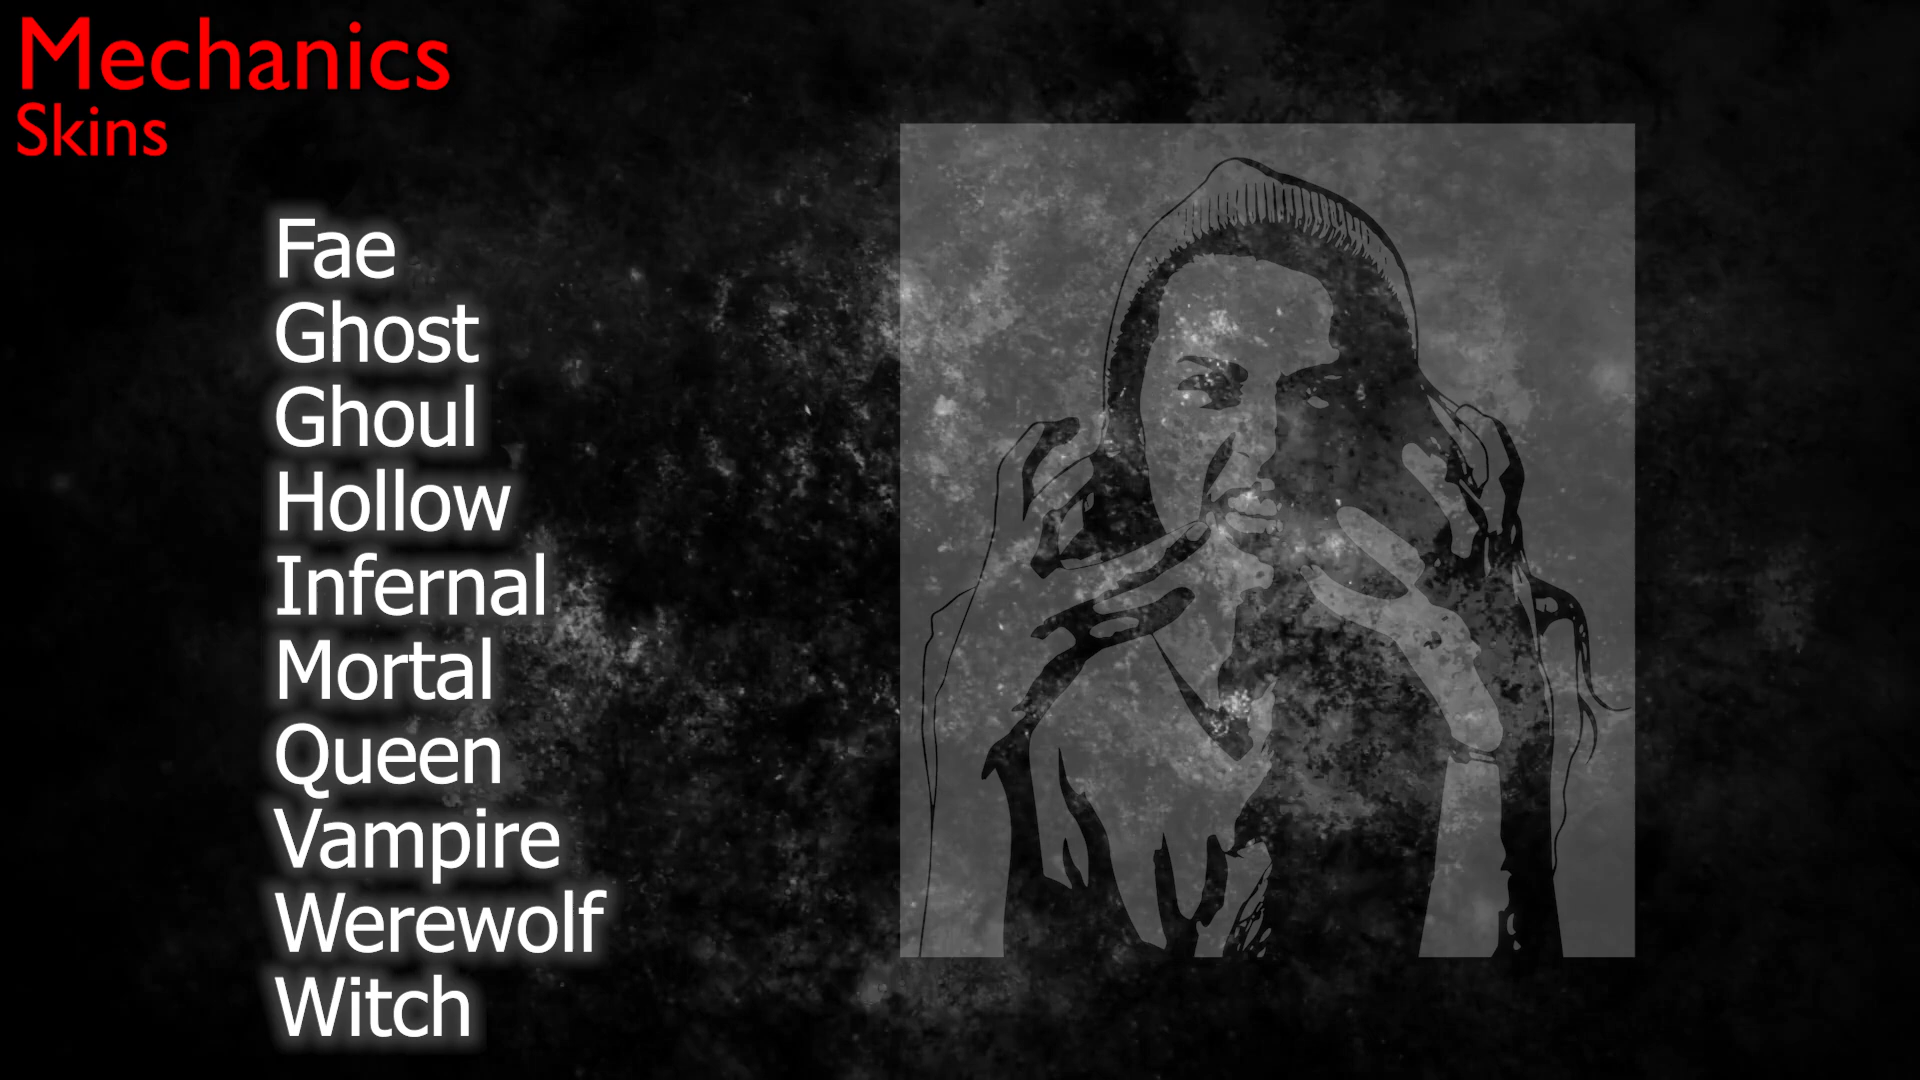 Mechanics
Skins
Fae
Ghost
Ghoul
Hollow
Infernal
Mortal
Queen
Vampire
Werewolf
Witch